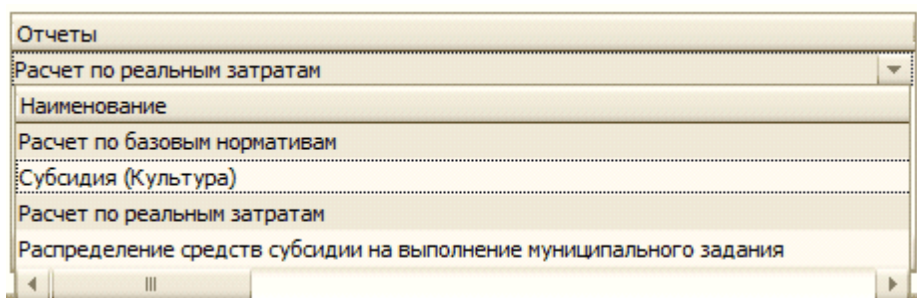 Отчеты
Расчет по реальным затратам
Наименование
Расчет по базовым нормативам
Субсидия (Культура)
Расчет по реальным затратам
Распределение средств субсидии на выполнение муниципального задания